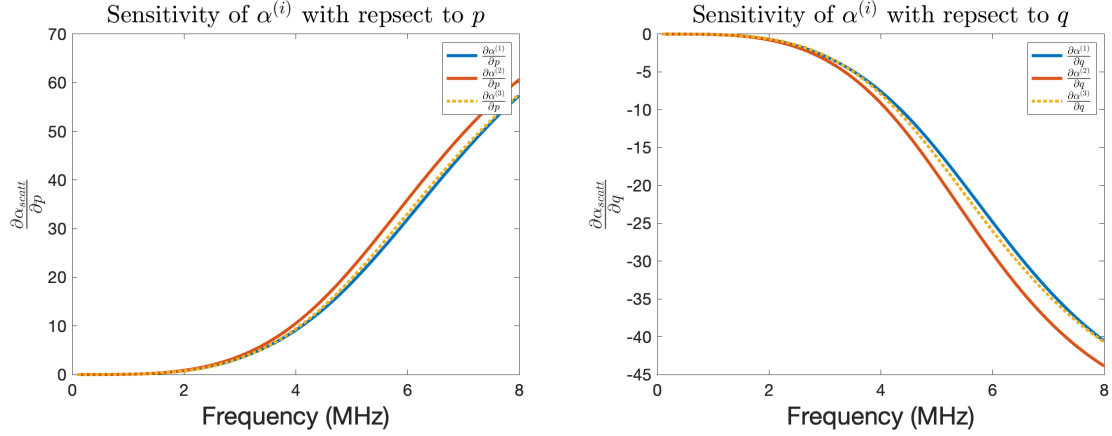 Sensitivity of α^(i) with repsect to p
70
60
50
40
30
20
10
0
∂α_scatt/∂p
∂α^(1)/∂p
∂α^(2)/∂p
∂α^(3)/∂p
0 2 4 6 8
Frequency (MHz)
Sensitivity of α^(i) with repsect to q
0
-5
-10
-15
-20
-25
-30
-35
-40
-45
∂α_scatt/∂q
∂α^(1)/∂q
∂α^(2)/∂q
∂α^(3)/∂q
0 2 4 6 8
Frequency (MHz)